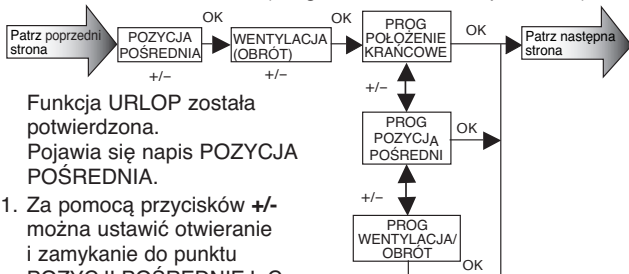 OK
OK
OK
Patrz poprzedni
strona
POZYCJA
POŚREDNIA
WENTYLACJA
(OBRÓT)
PROG
POŁOŻENIE
KRAŃCOWE
Patrz następna
strona
+/–
+/–
+/–
PROG
POZYCJA
POŚREDNI
OK
+/–
PROG
WENTYLACJA/
OBRÓT
OK
Funkcja URLOP została
potwierdzona.
Pojawia się napis POZYCJA
POŚREDNIA.
1. Za pomocą przycisków +/-
można ustawić otwieranie
i zamykanie do punktu